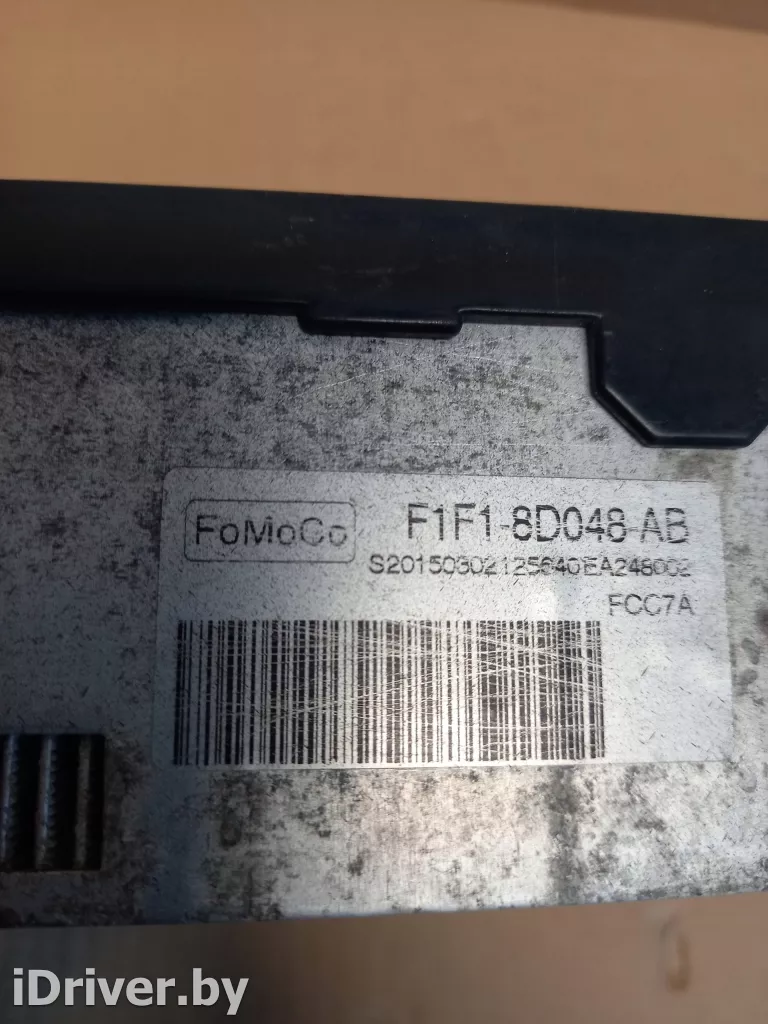 FoMoCo
F1F1-8D048-AB
S20150302125640EA248002
FCC7A
iDriver.by